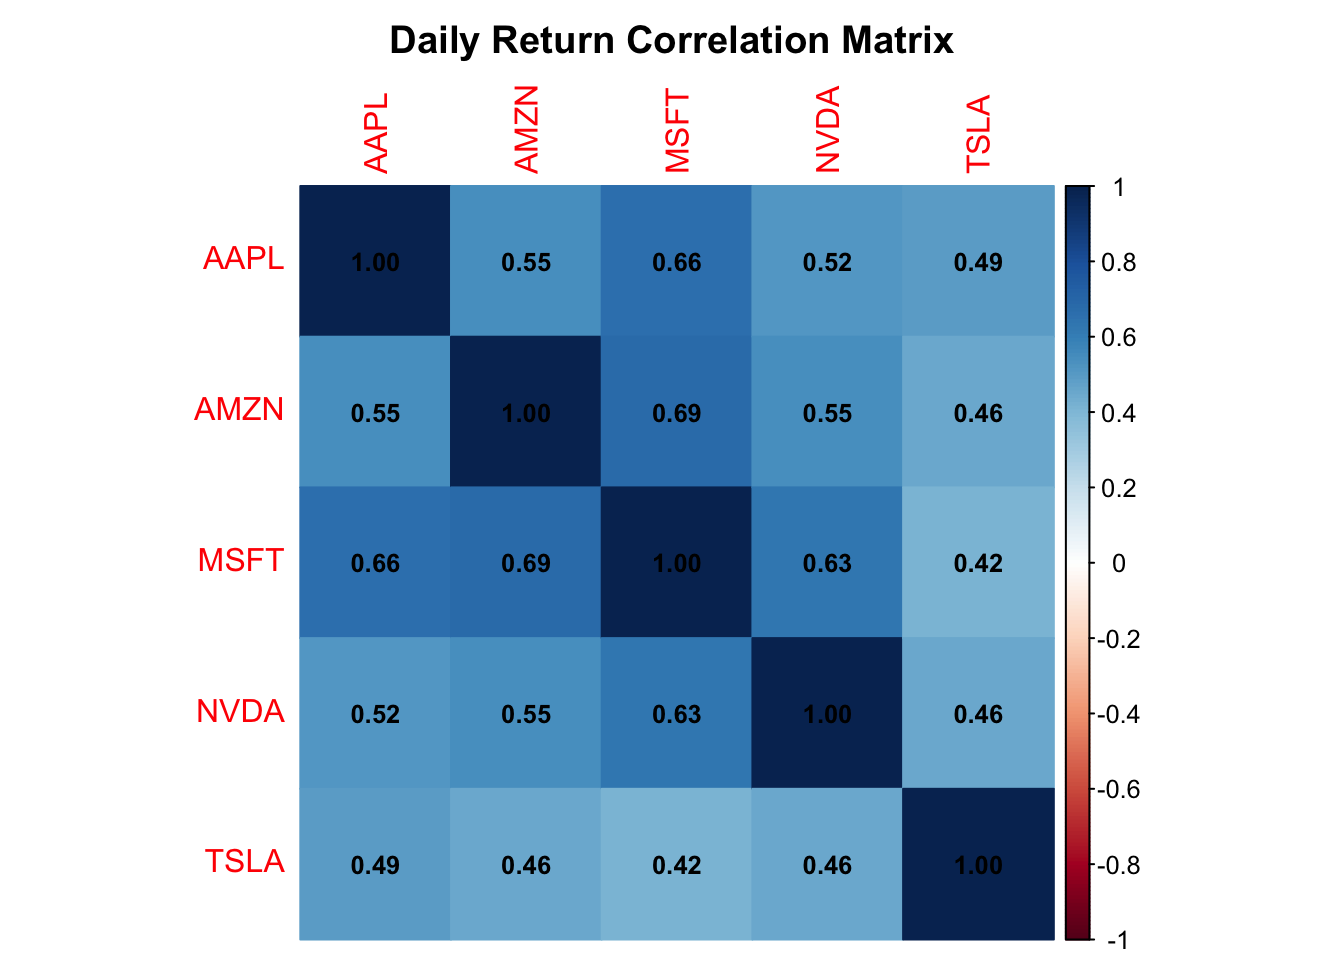 Daily Return Correlation Matrix
AAPL AMZN MSFT NVDA TSLA
AAPL 1.00 0.55 0.66 0.52 0.49
AMZN 0.55 1.00 0.69 0.55 0.46
MSFT 0.66 0.69 1.00 0.63 0.42
NVDA 0.52 0.55 0.63 1.00 0.46
TSLA 0.49 0.46 0.42 0.46 1.00
1
0.8
0.6
0.4
0.2
0
-0.2
-0.4
-0.6
-0.8
-1